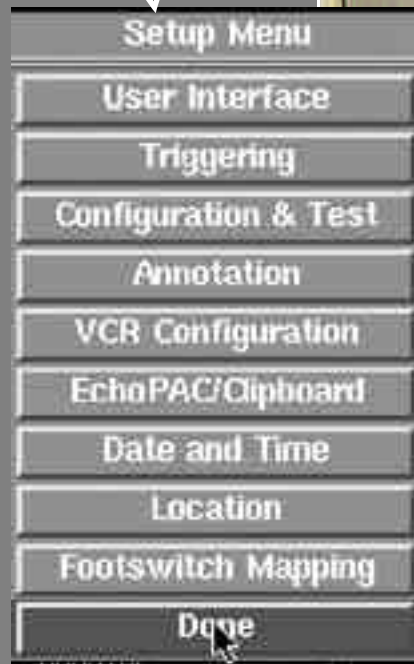 Setup Menu
User Interface
Triggering
Configuration & Test
Annotation
VCR Configuration
EchoPAC/Clipboard
Date and Time
Location
Footswitch Mapping
Done